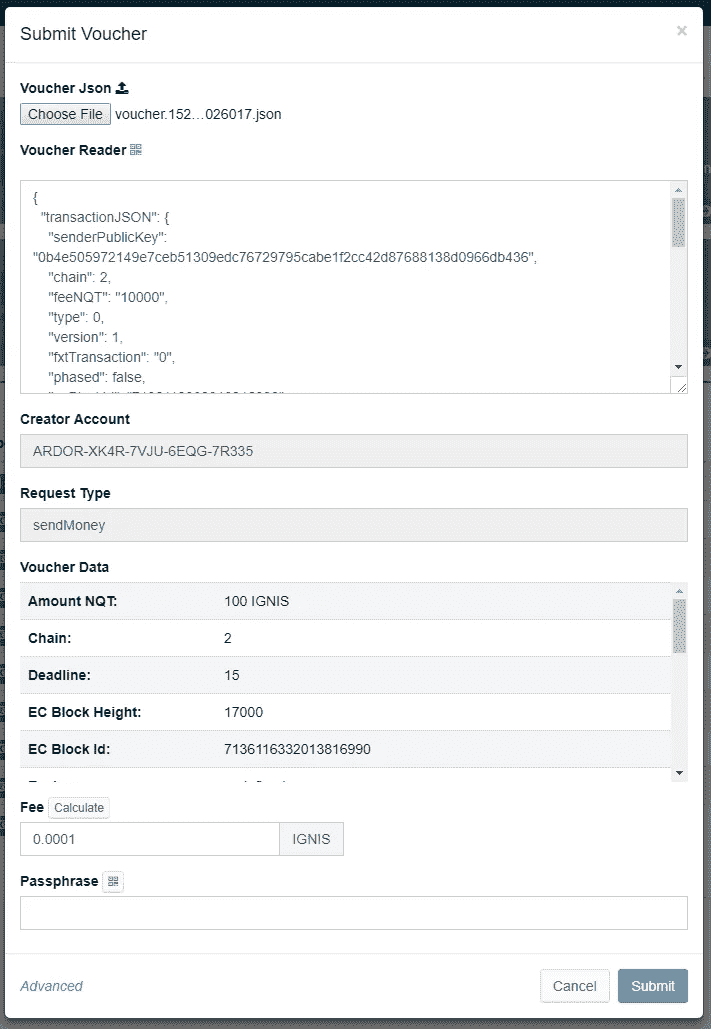 Submit Voucher
×
Voucher Json
Choose File voucher.152...026017.json
Voucher Reader
{
"transactionJSON": {
"senderPublicKey":
"0b4e505972149e7ceb51309edc76729795cabe1f2cc42d87688138d0966db436",
"chain": 2,
"feeNQT": "10000",
"type": 0,
"version": 1,
"fxtTransaction": "0",
"phased": false,
Creator Account
ARDOR-XK4R-7VJU-6EQG-7R335
Request Type
sendMoney
Voucher Data
Amount NQT: 100 IGNIS
Chain: 2
Deadline: 15
EC Block Height: 17000
EC Block Id: 7136116332013816990
Fee Calculate
0.0001 IGNIS
Passphrase
Advanced Cancel Submit